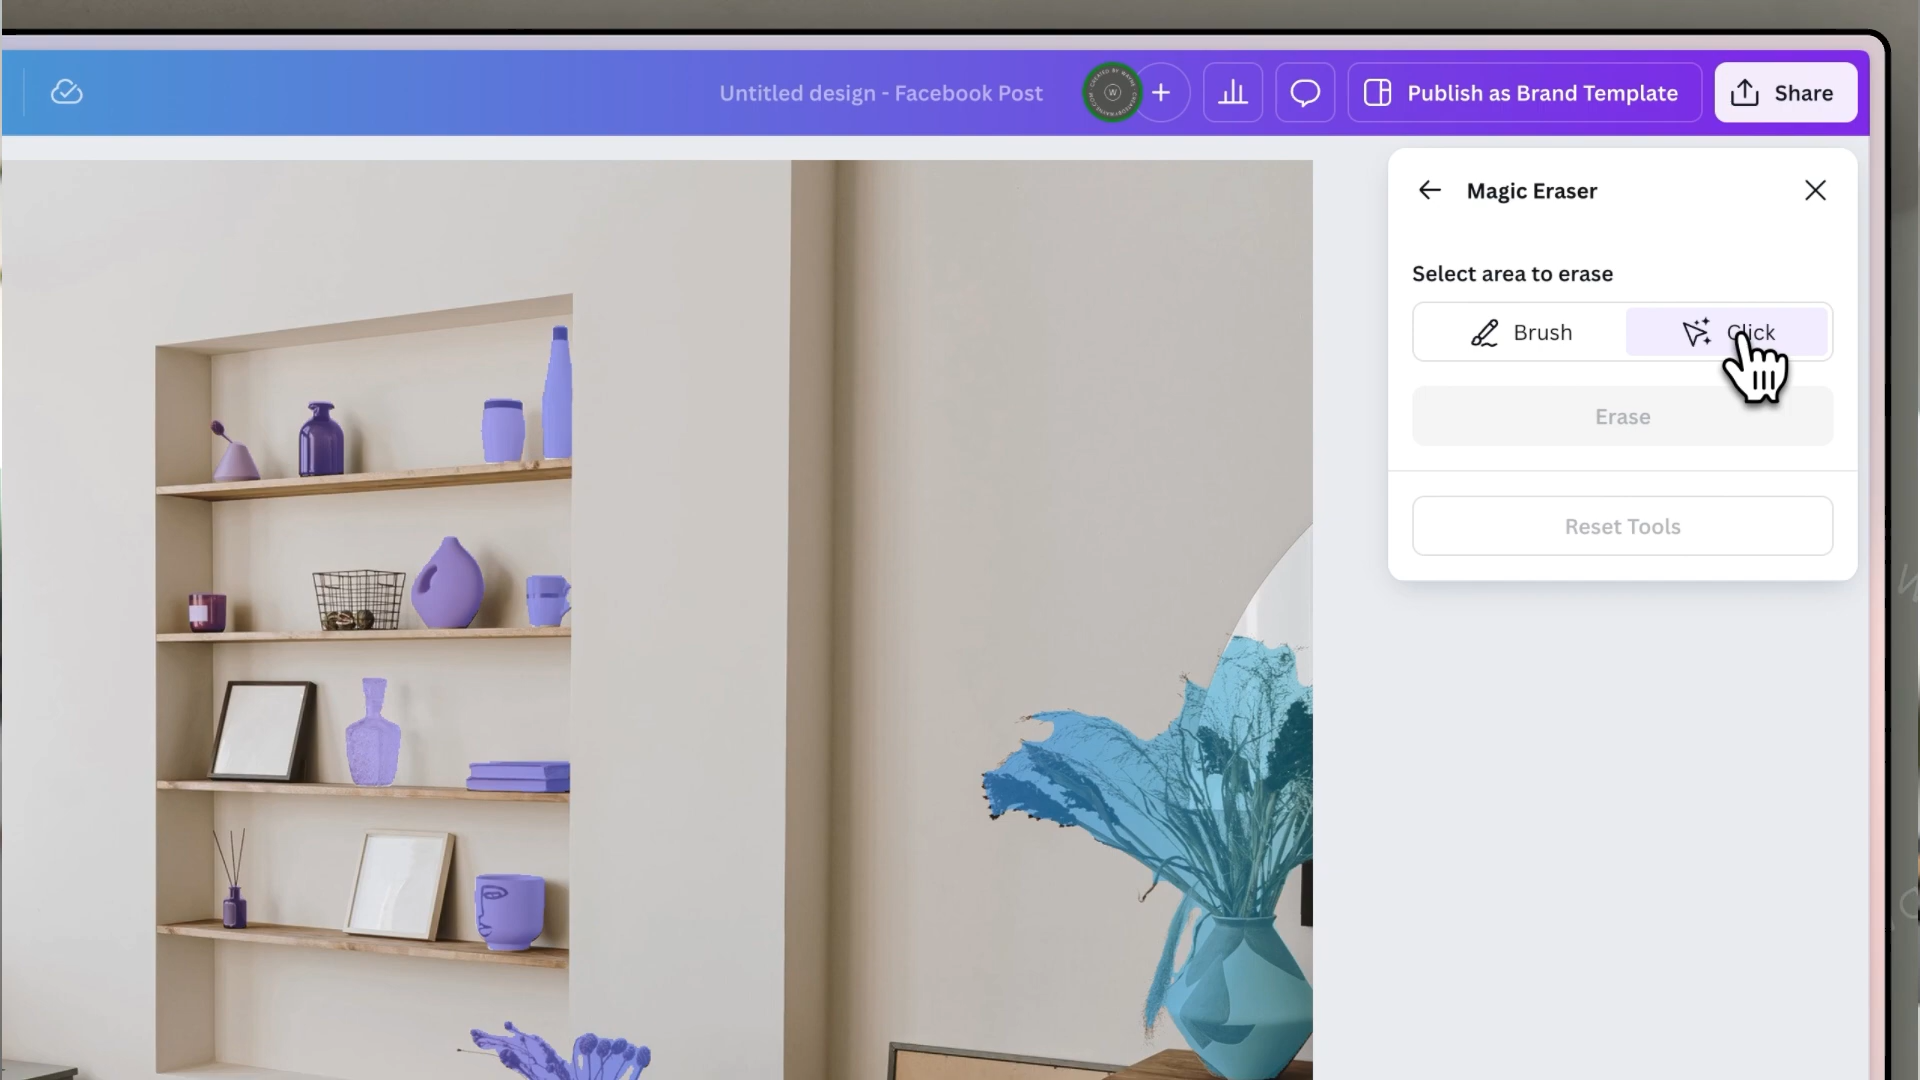 Untitled design - Facebook Post
Publish as Brand Template
Share
Magic Eraser
Select area to erase
Brush
Click
Erase
Reset Tools